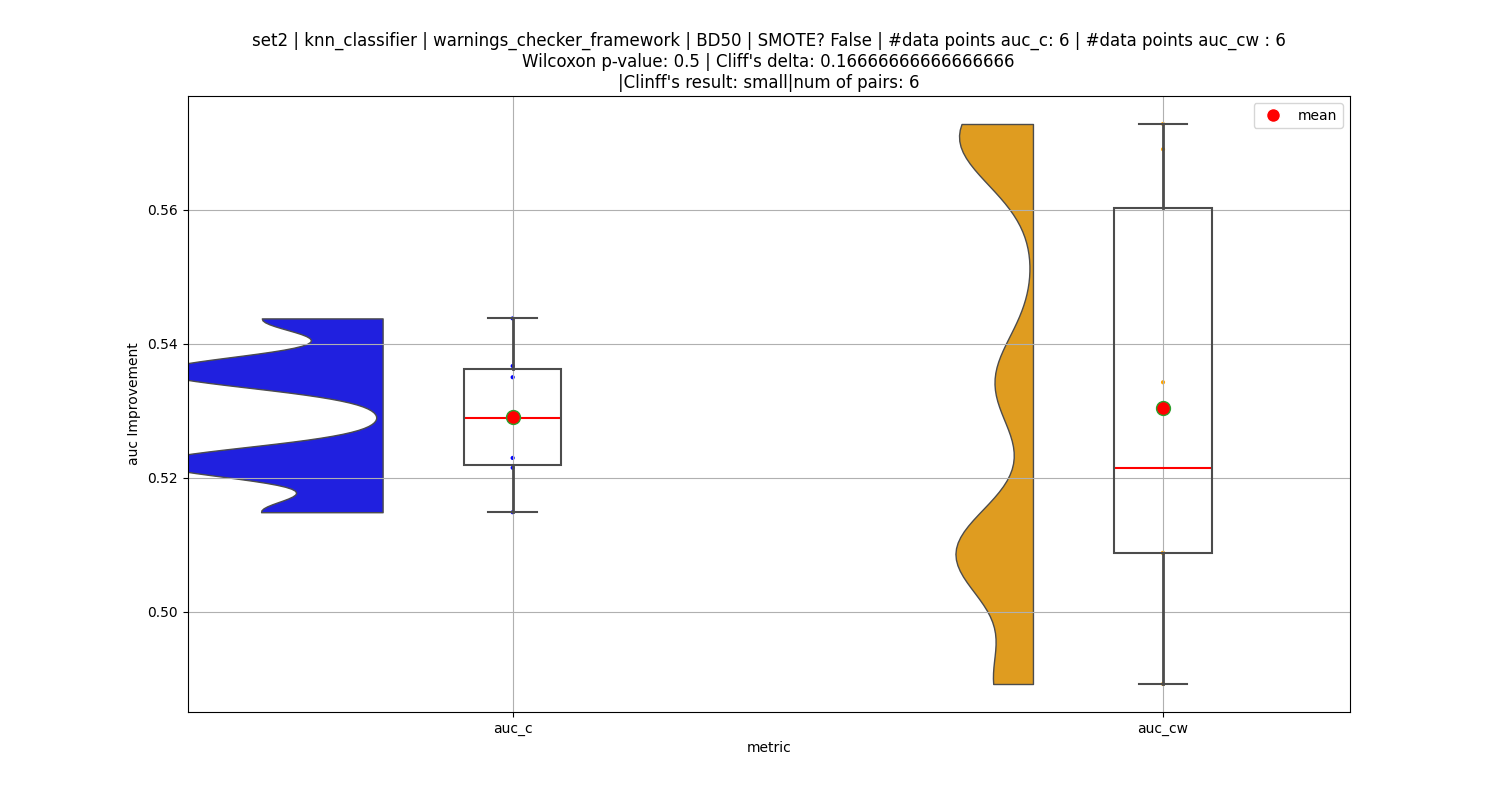 set2 | knn_classifier | warnings_checker_framework | BD50 | SMOTE? False | #data points auc_c: 6 | #data points auc_cw : 6
Wilcoxon p-value: 0.5 | Cliff's delta: 0.16666666666666666
|Clinff's result: small|num of pairs: 6
mean
0.56
0.54
0.52
0.50
auc Improvement
auc_c
auc_cw
metric